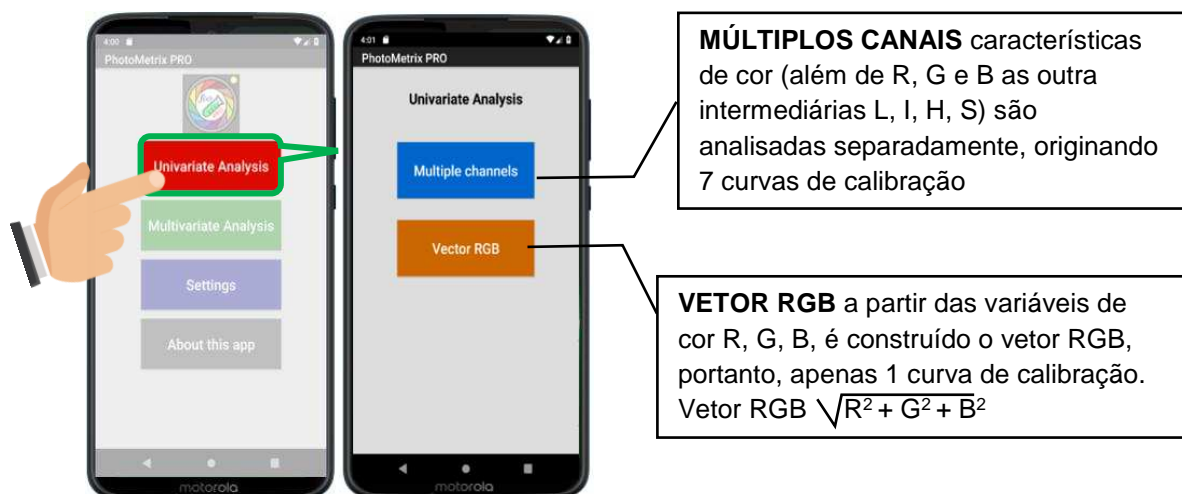 4:00
PhotoMetrix PRO
Univariate Analysis
Multivariate Analysis
Settings
About this app
motorola
4:01
PhotoMetrix PRO
Univariate Analysis
Multiple channels
Vector RGB
motorola
MÚLTIPLOS CANAIS características
de cor (além de R, G e B as outra
intermediárias L, I, H, S) são
analisadas separadamente, originando
7 curvas de calibração
VETOR RGB a partir das variáveis de
cor R, G, B, é construído o vetor RGB,
portanto, apenas 1 curva de calibração.
Vetor RGB √R² + G² + B²